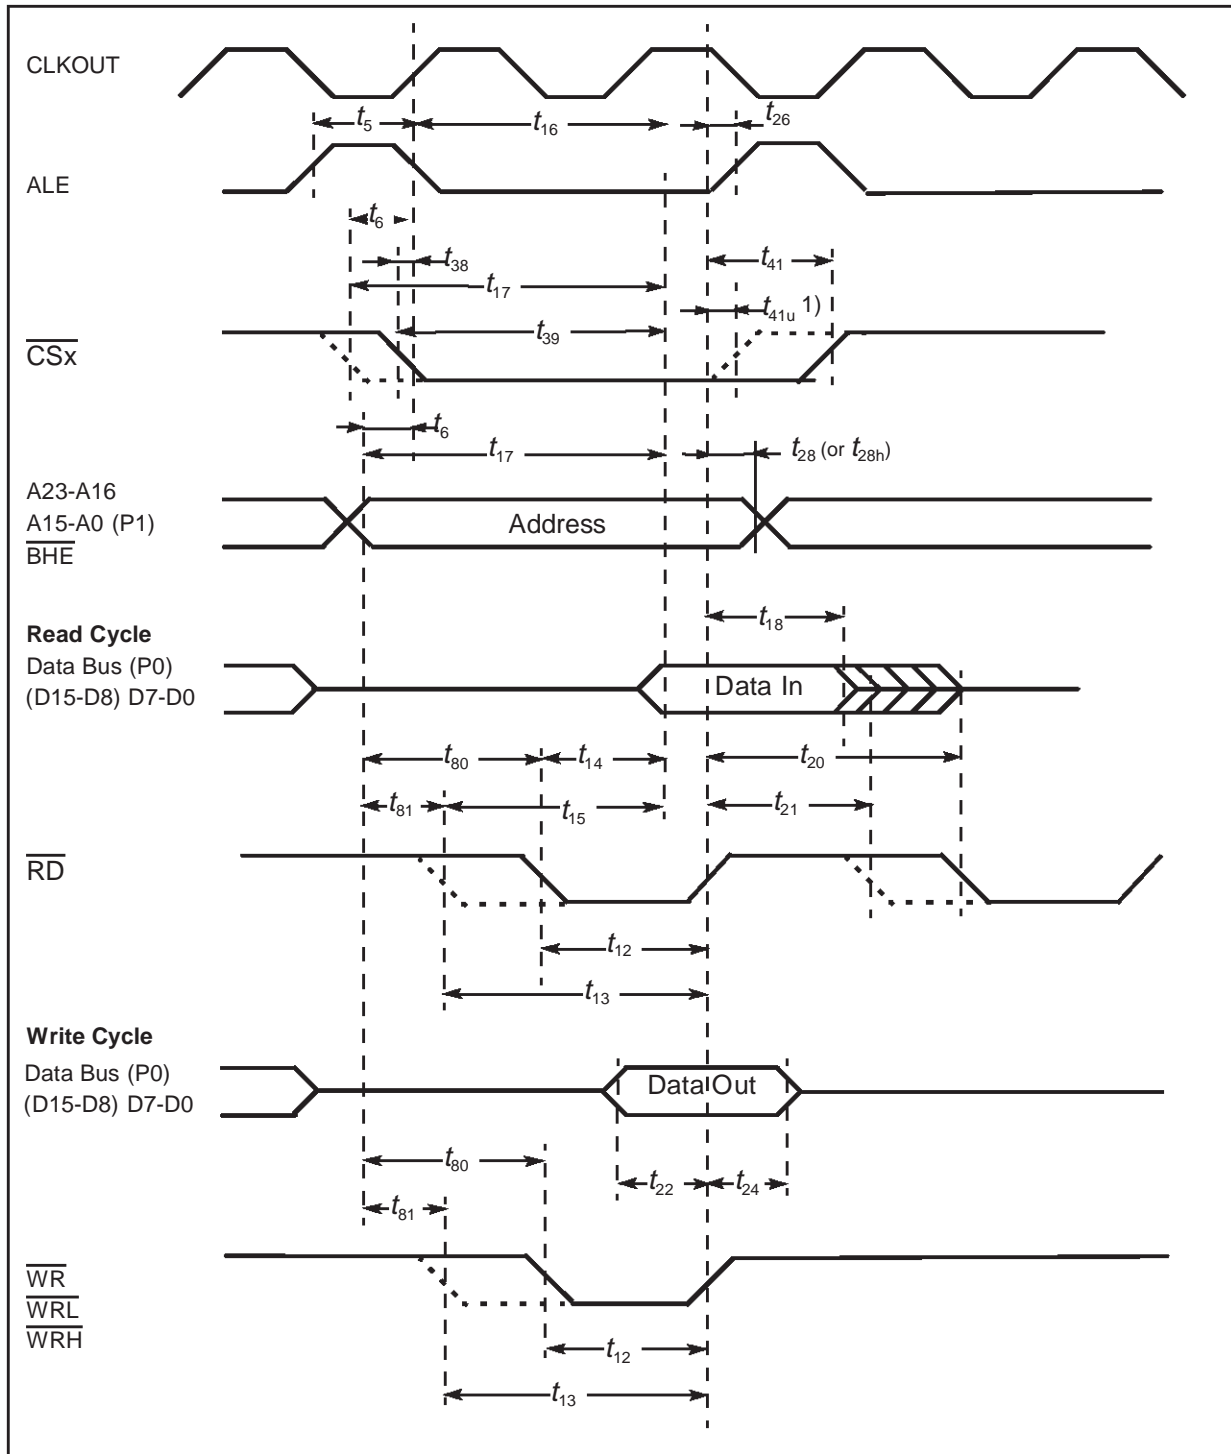 CLKOUT
t5
t16
t26
ALE
t6
t38
t41
t17
t41u 1)
t39
CSx
t6
t17
t28 (or t28h)
A23-A16
A15-A0 (P1)
Address
BHE
t18
Read Cycle
Data Bus (P0)
Data In
(D15-D8) D7-D0
t80
t14
t20
t81
t15
t21
RD
t12
t13
Write Cycle
Data Bus (P0)
Data Out
(D15-D8) D7-D0
t80
t22
t24
t81
WR
WRL
WRH
t12
t13